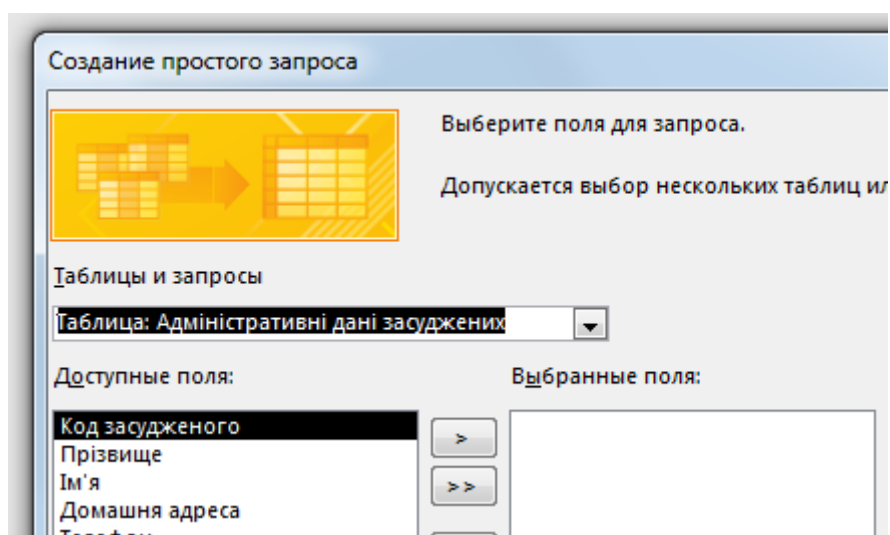 Создание простого запроса
Выберите поля для запроса.
Допускается выбор нескольких таблиц ил
Таблицы и запросы
Таблица: Адміністративні дані засуджених
Доступные поля:
Выбранные поля:
Код засудженого
>
Прізвище
Ім'я
>>
Домашня адреса